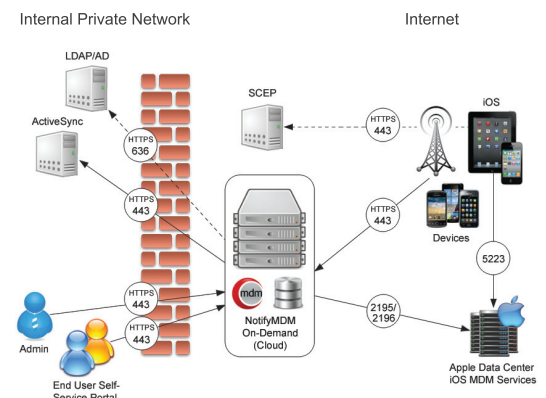 Internal Private Network
Internet
LDAP/AD
ActiveSync
SCEP
iOS
HTTPS
636
HTTPS
443
HTTPS
443
HTTPS
443
Devices
5223
HTTPS
443
HTTPS
443
mdm
NotifyMDM
On-Demand
(Cloud)
2195/
2196
Admin
End User Self-
Service Portal
Apple Data Center
iOS MDM Services